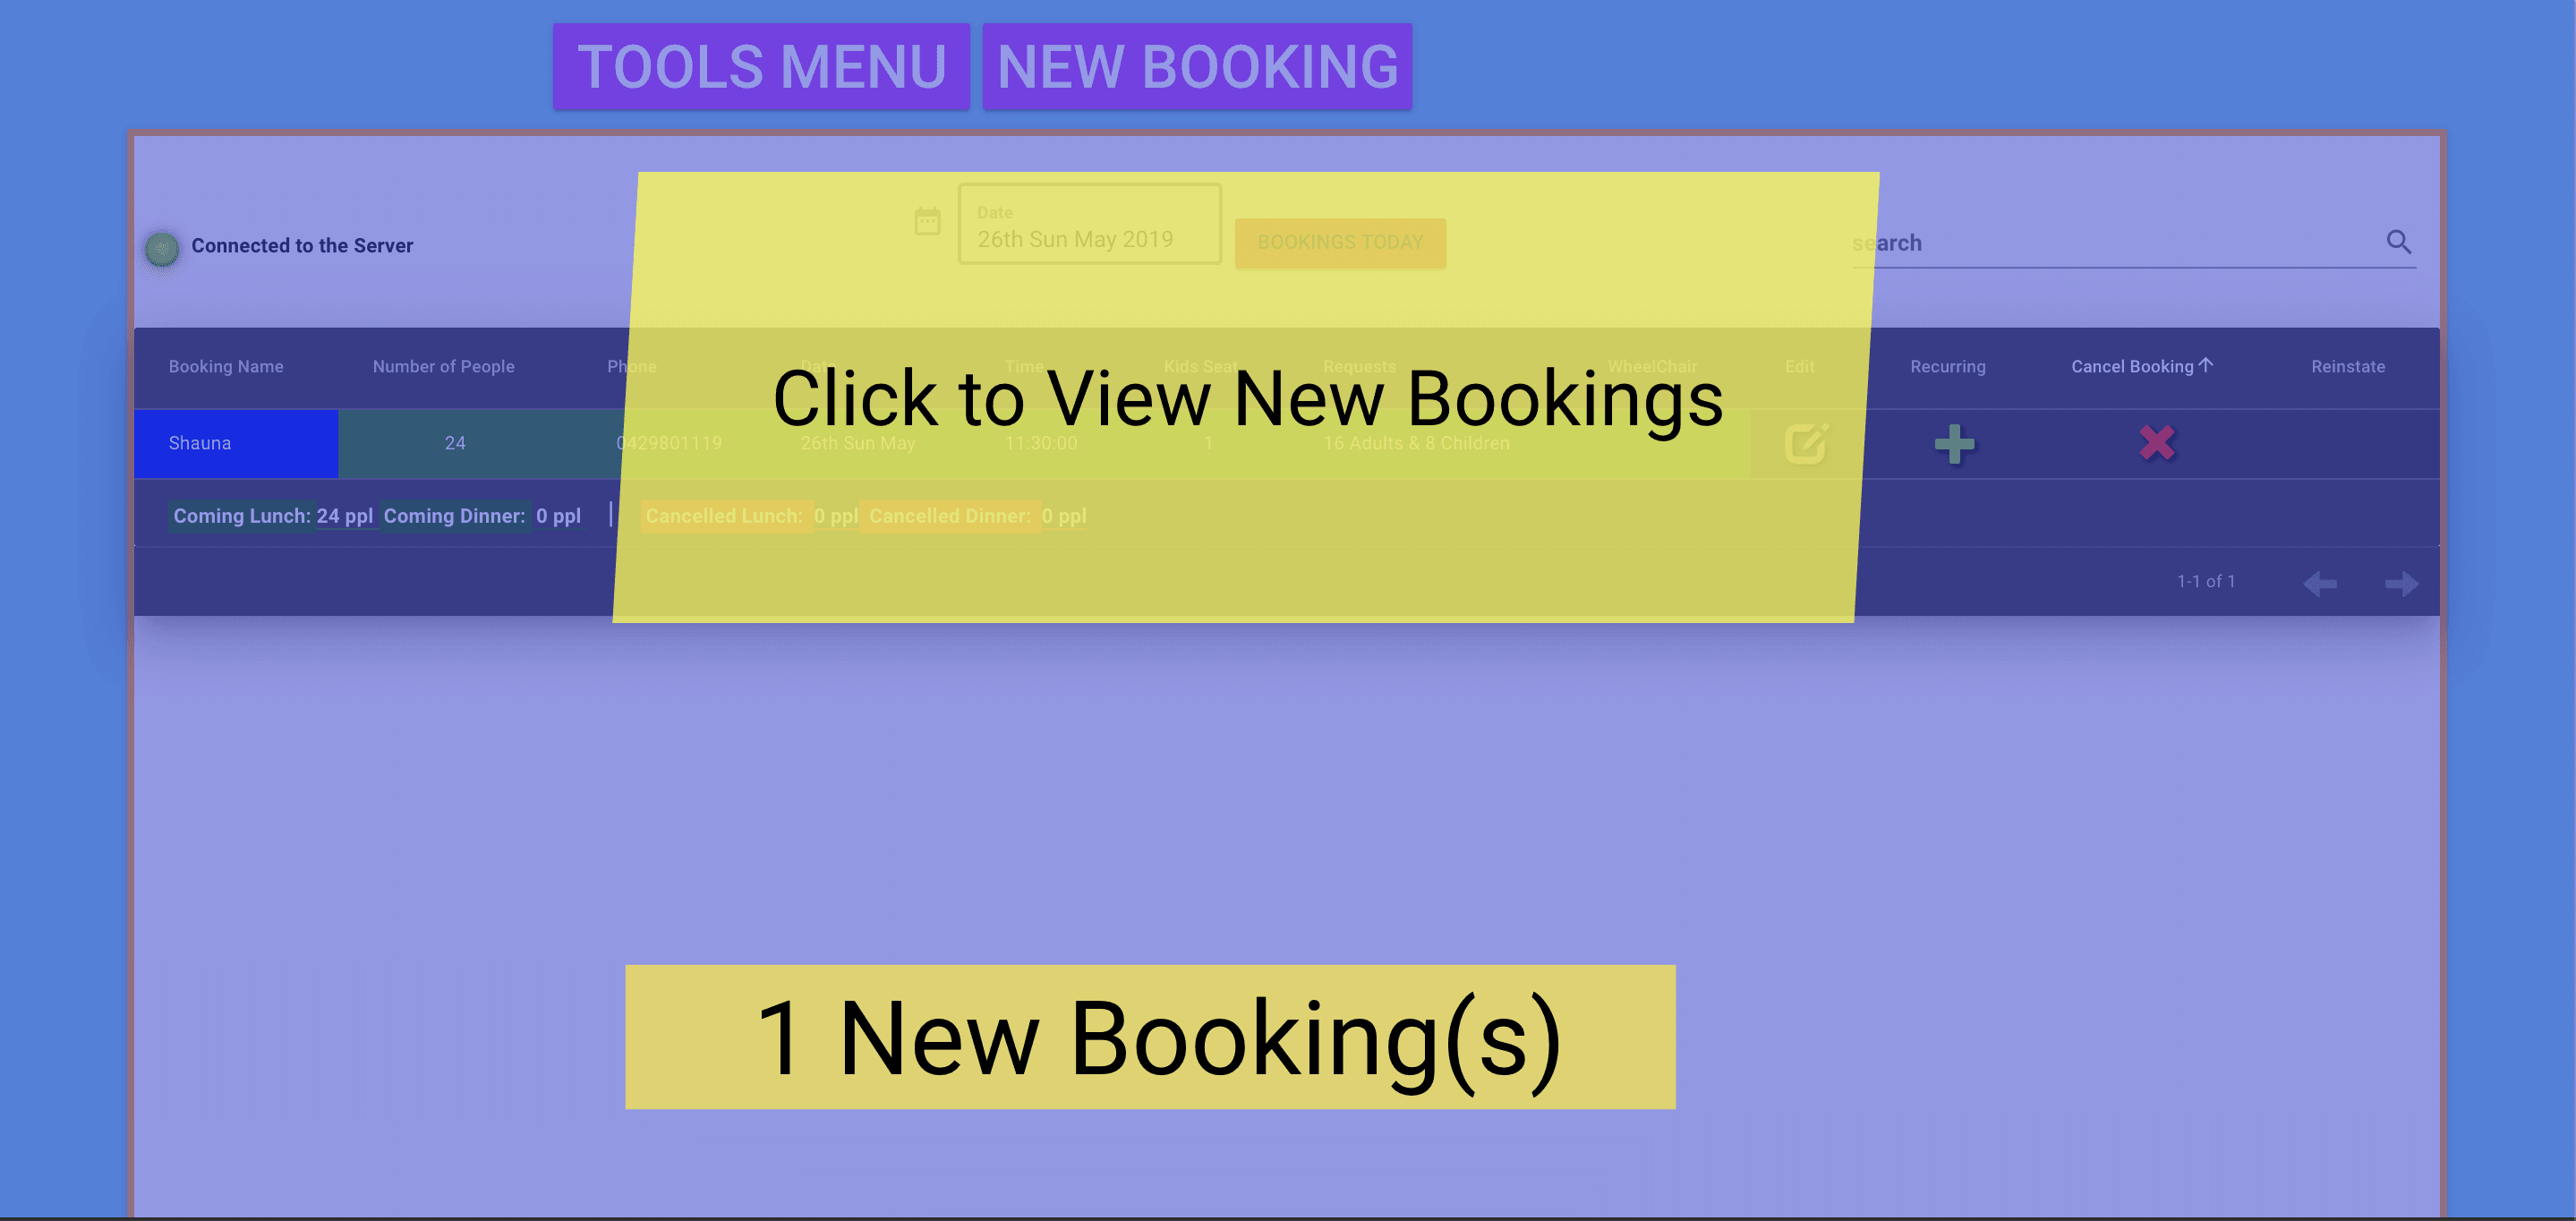 TOOLS MENU NEW BOOKING
Date
26th Sun May 2019
BOOKINGS TODAY
Connected to the Server
search
Booking Name Number of People Phone Date Time Kids Seat Requests WheelChair Edit Recurring Cancel Booking Reinstate
Click to View New Bookings
Shauna 24 0429801119 26th Sun May 11:30:00 1 16 Adults & 8 Children
Coming Lunch: 24 ppl Coming Dinner: 0 ppl | Cancelled Lunch: 0 ppl Cancelled Dinner: 0 ppl
1-1 of 1
1 New Booking(s)